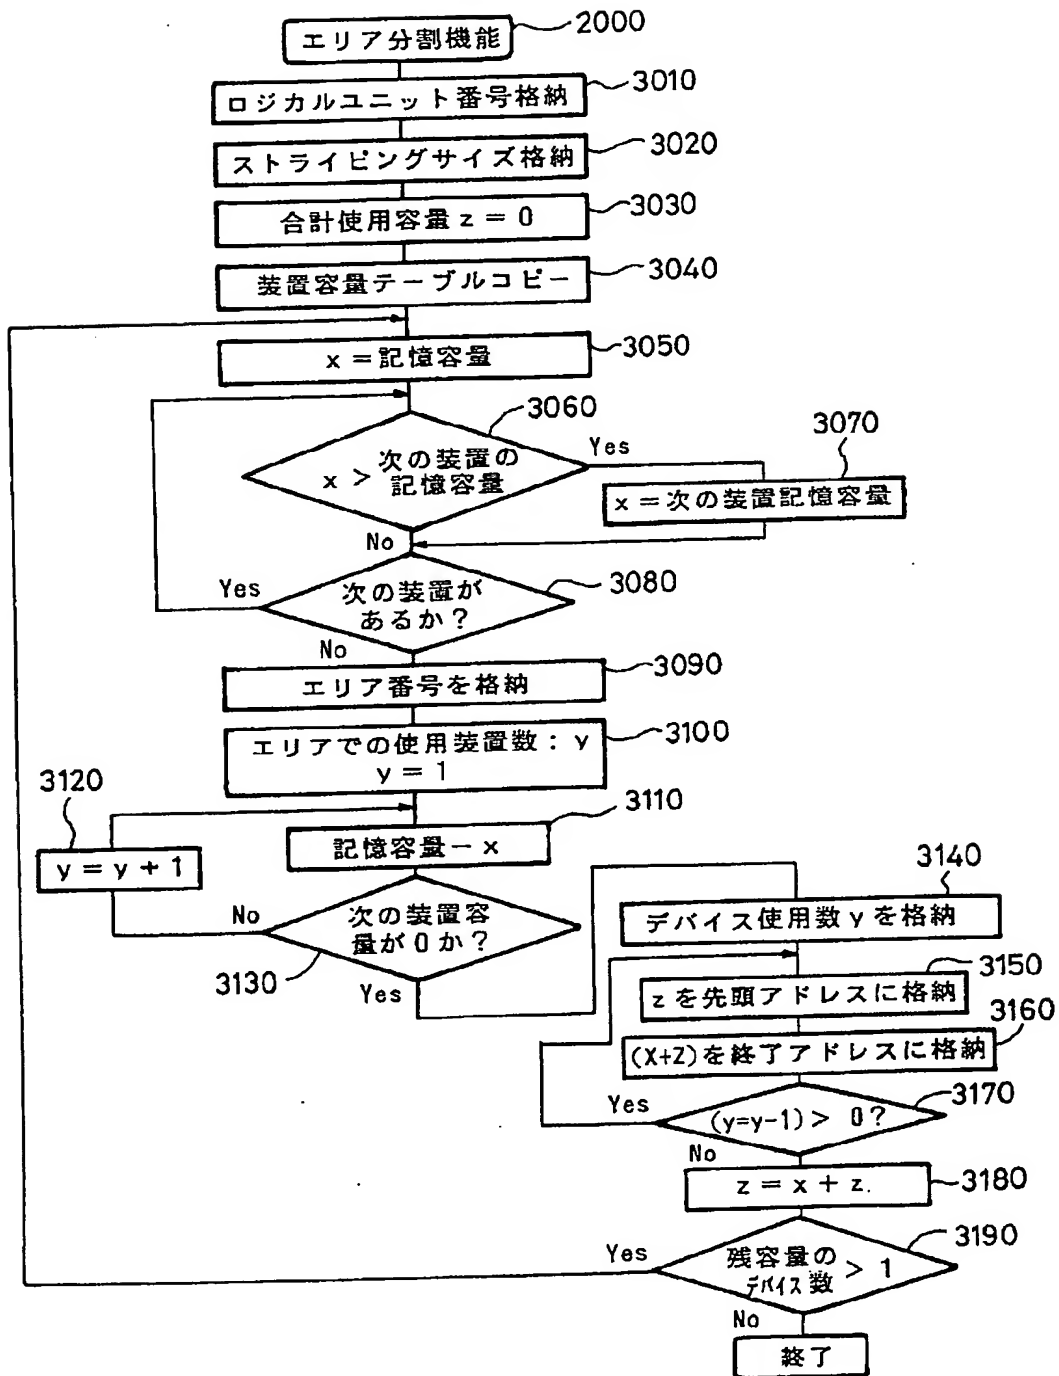 エリア分割機能
2000
ロジカルユニット番号格納
3010
ストライピングサイズ格納
3020
合計使用容量 z = 0
3030
装置容量テーブルコピー
3040
x = 記憶容量
3050
x > 次の装置の
記憶容量
3060
Yes
No
x = 次の装置記憶容量
3070
次の装置が
あるか?
3080
Yes
No
エリア番号を格納
3090
エリアでの使用装置数: y
y = 1
3100
記憶容量 - x
3110
y = y + 1
3120
次の装置容
量が0か?
3130
No
Yes
デバイス使用数 y を格納
3140
z を先頭アドレスに格納
3150
(X+Z)を終了アドレスに格納
3160
(y=y-1) > 0?
3170
Yes
No
z = x + z.
3180
残容量の
デバイス数 > 1
3190
Yes
No
終了